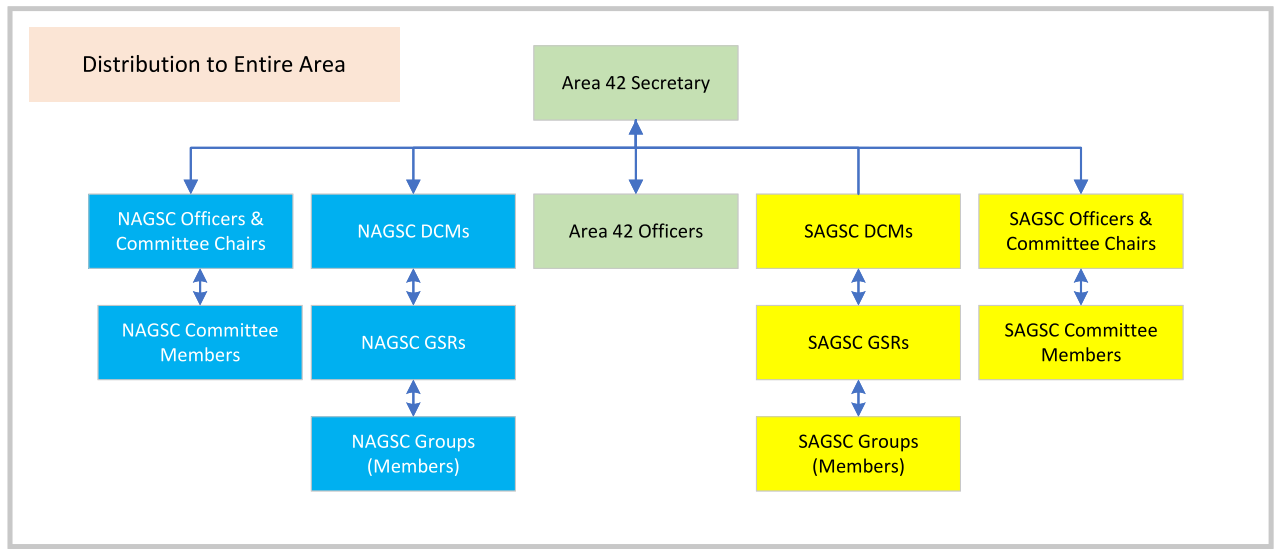 Distribution to Entire Area
Area 42 Secretary
NAGSC Officers &
Committee Chairs
NAGSC DCMs
Area 42 Officers
SAGSC DCMs
SAGSC Officers &
Committee Chairs
NAGSC Committee
Members
NAGSC GSRs
SAGSC GSRs
SAGSC Committee
Members
NAGSC Groups
(Members)
SAGSC Groups
(Members)